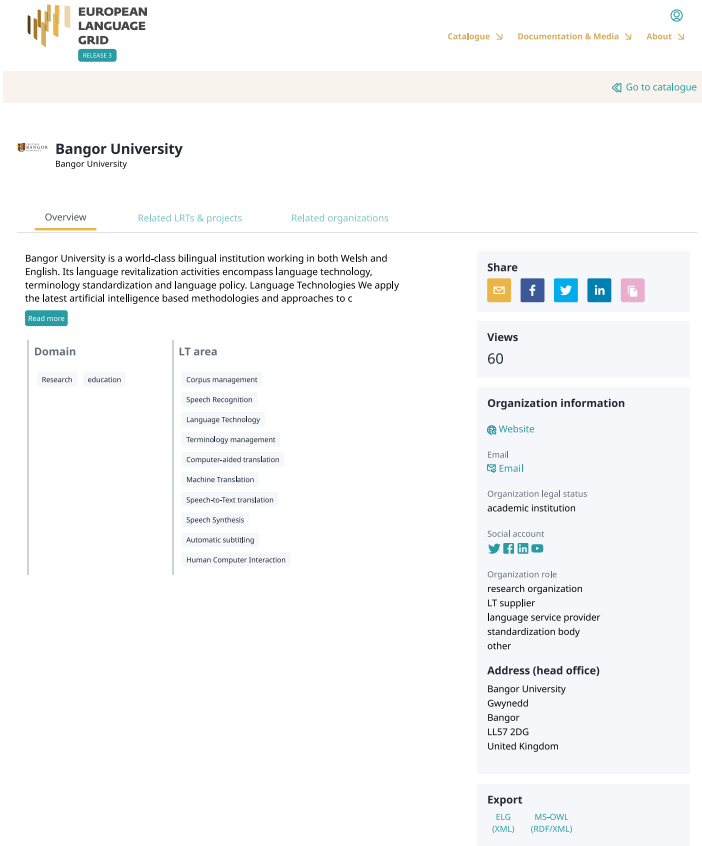 EUROPEAN
LANGUAGE
GRID
RELEASE 3
Catalogue Documentation & Media About
Go to catalogue
BANGOR
Bangor University
Bangor University
Overview Related LRTs & projects Related organizations
Bangor University is a world-class bilingual institution working in both Welsh and
English. Its language revitalization activities encompass language technology,
terminology standardization and language policy. Language Technologies We apply
the latest artificial intelligence based methodologies and approaches to c
Read more
Domain
Research education
LT area
Corpus management
Speech Recognition
Language Technology
Terminology management
Computer-aided translation
Machine Translation
Speech-to-Text translation
Speech Synthesis
Automatic subtitling
Human Computer Interaction
Share
Views
60
Organization information
Website
Email
Email
Organization legal status
academic institution
Social account
Organization role
research organization
LT supplier
language service provider
standardization body
other
Address (head office)
Bangor University
Gwynedd
Bangor
LL57 2DG
United Kingdom
Export
ELG MS-OWL
(XML) (RDF/XML)